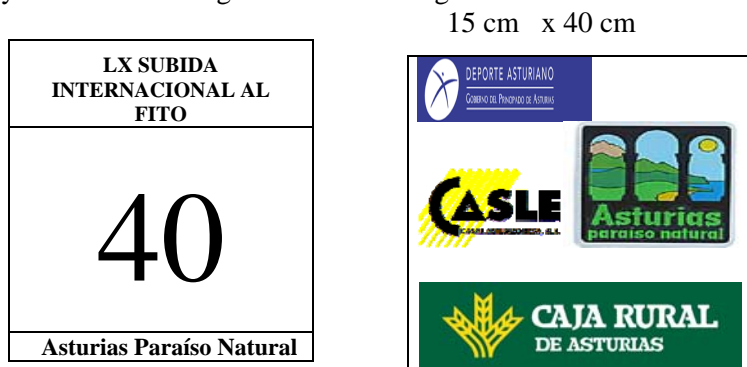 15 cm x 40 cm
LX SUBIDA
INTERNACIONAL AL
FITO
40
Asturias Paraíso Natural
DEPORTE ASTURIANO
GOBIERNO DEL PRINCIPADO DE ASTURIAS
CASLE
Asturias
paraíso natural
CAJA RURAL
DE ASTURIAS